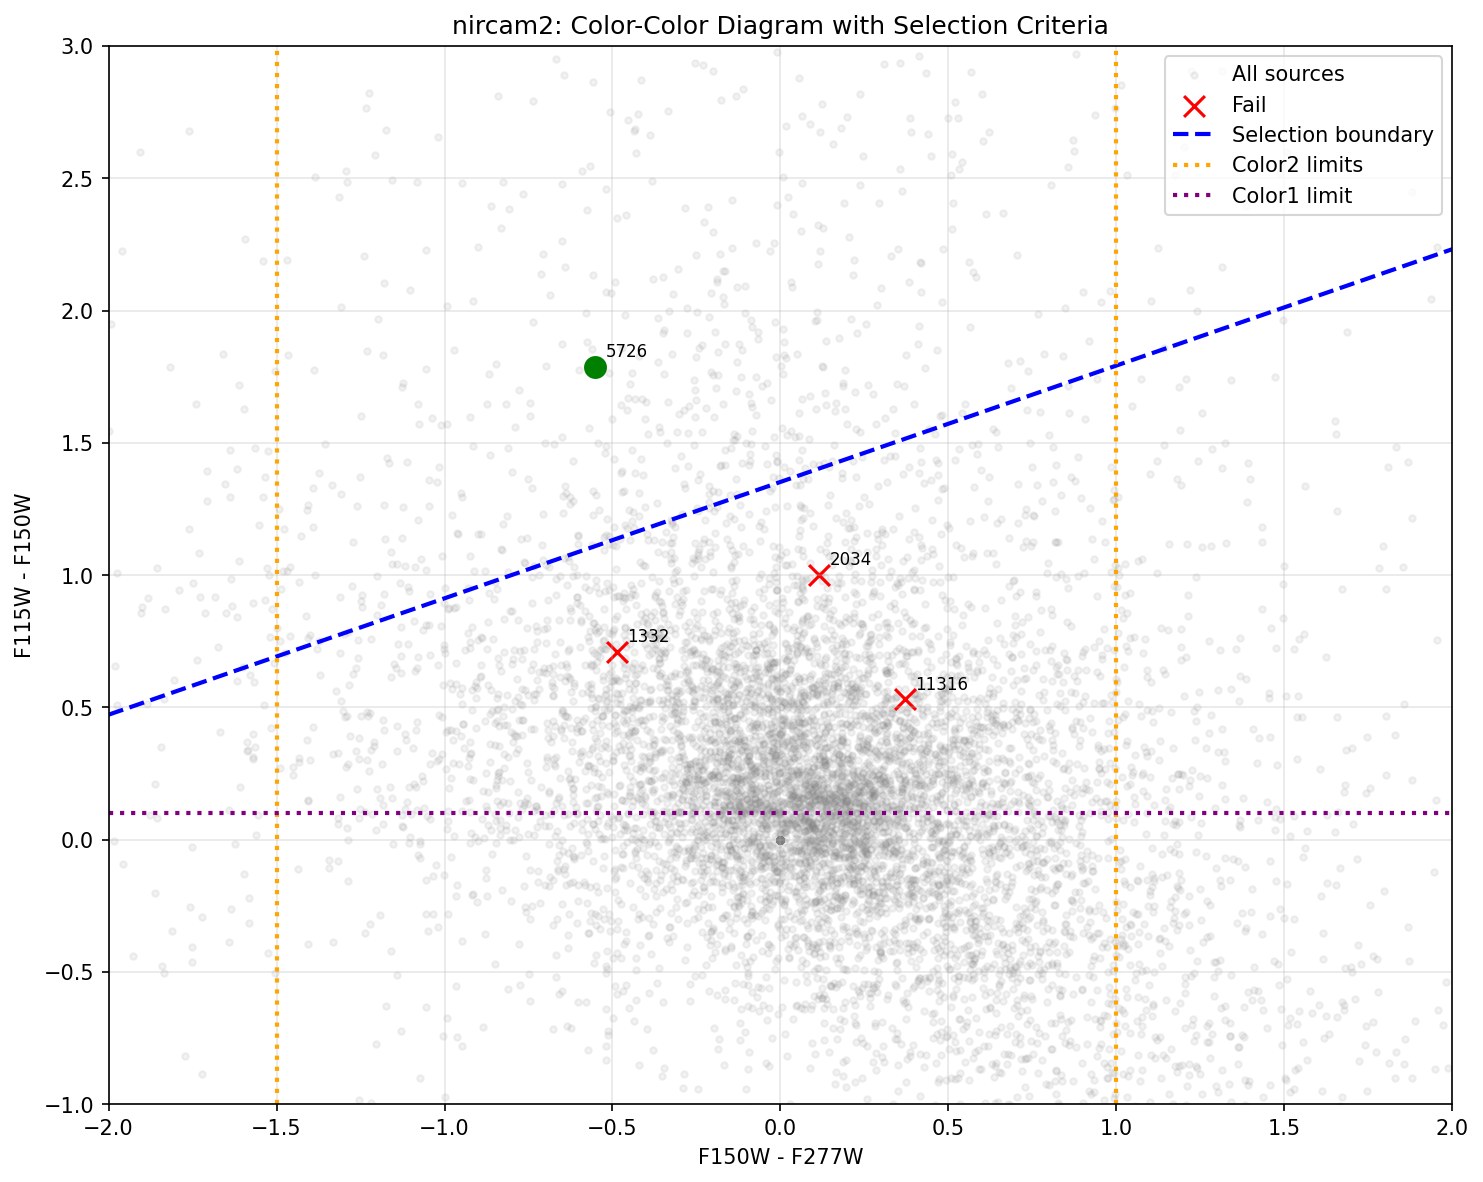 nircam2: Color-Color Diagram with Selection Criteria
All sources
Fail
Selection boundary
Color2 limits
Color1 limit
3.0
2.5
2.0
1.5
1.0
0.5
0.0
−0.5
−1.0
5726
2034
1332
11316
F115W - F150W
−2.0 −1.5 −1.0 −0.5 0.0 0.5 1.0 1.5 2.0
F150W - F277W